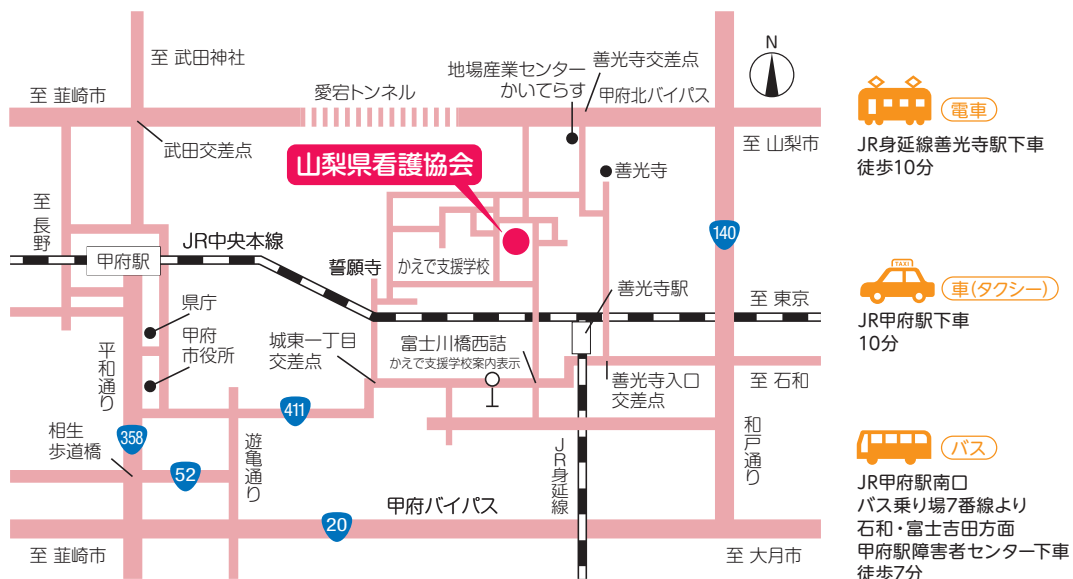 至 武田神社
至 韮崎市
愛宕トンネル
地場産業センター
かいてらす
善光寺交差点
甲府北バイパス
N
武田交差点
山梨県看護協会
善光寺
至 山梨市
至 長野
JR中央本線
甲府駅
誓願寺
かえで支援学校
140
善光寺駅
至 東京
県庁
甲府
市役所
平和通り
城東一丁目
交差点
富士川橋西詰
かえで支援学校案内表示
善光寺入口
交差点
至 石和
411
358
相生
歩道橋
52
遊亀通り
JR身延線
和戸通り
甲府バイパス
20
至 韮崎市
至 大月市
電車
JR身延線善光寺駅下車
徒歩10分
TAXI
車(タクシー)
JR甲府駅下車
10分
バス
JR甲府駅南口
バス乗り場7番線より
石和・富士吉田方面
甲府駅障害者センター下車
徒歩7分